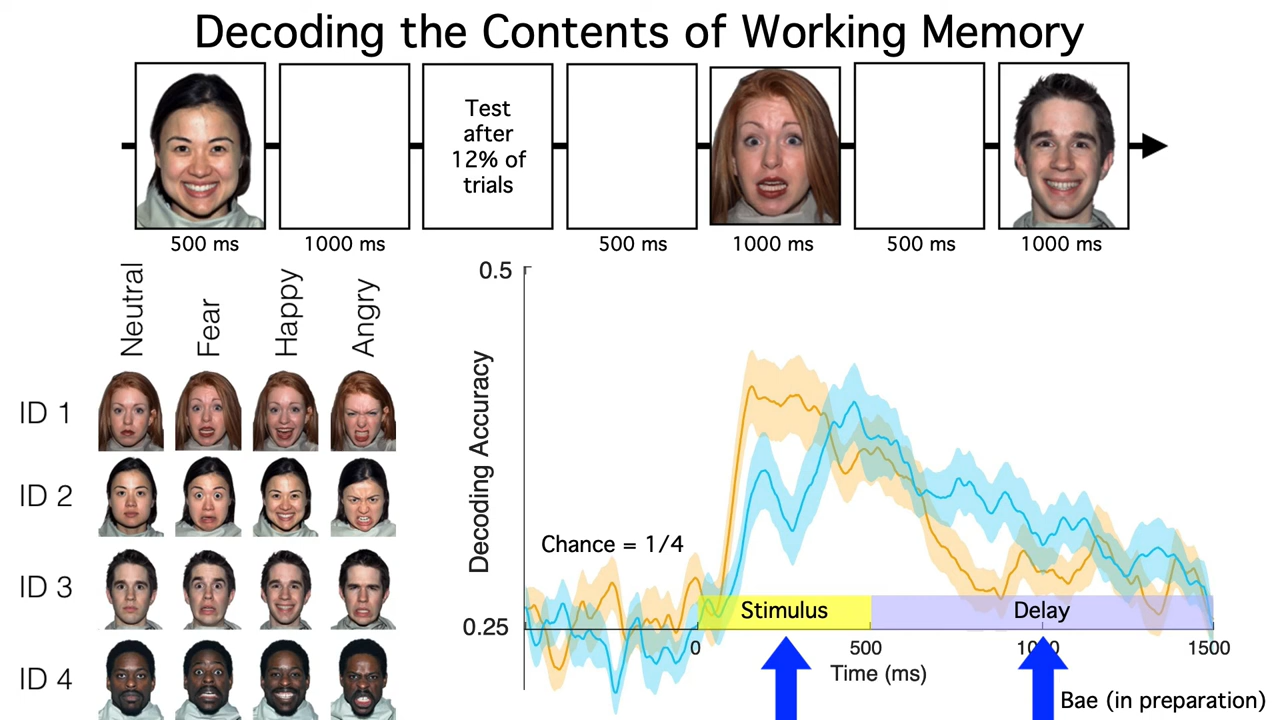 Decoding the Contents of Working Memory
Test
after
12% of
trials
500 ms
1000 ms
500 ms
1000 ms
500 ms
1000 ms
Neutral
Fear
Happy
Angry
ID 1
ID 2
ID 3
ID 4
0.5
Decoding Accuracy
Chance = 1/4
0.25
Stimulus
Delay
0
500
1500
Time (ms)
Bae (in preparation)